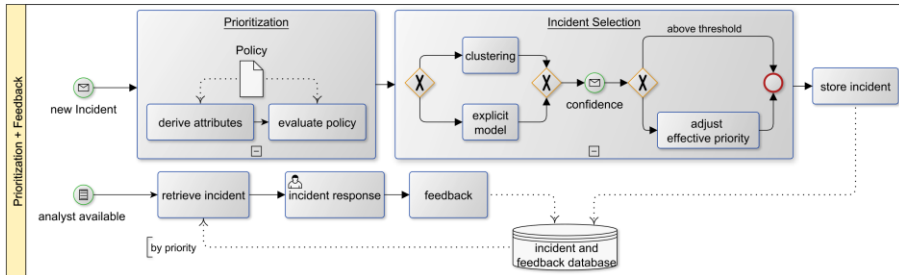 Prioritization + Feedback
Prioritization
Policy
new Incident
derive attributes
evaluate policy
Incident Selection
clustering
explicit
model
confidence
above threshold
adjust
effective priority
store incident
analyst available
retrieve incident
incident response
feedback
by priority
incident and
feedback database